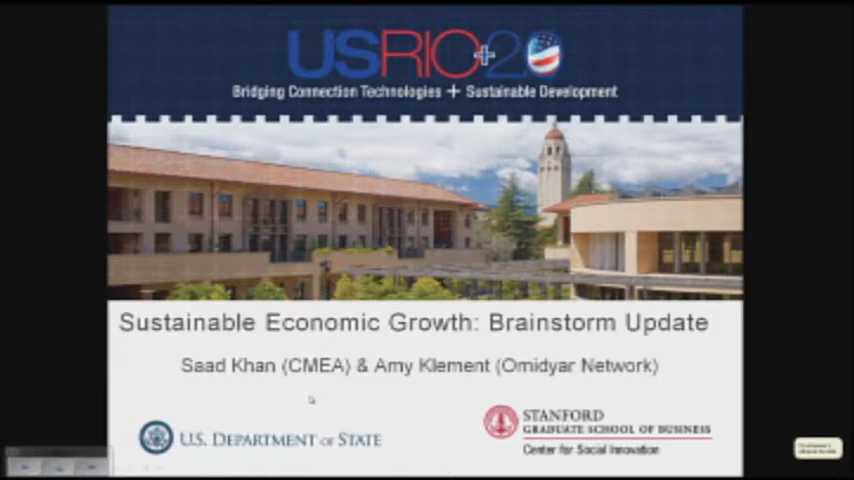 USRIO+20
Bridging Connection Technologies + Sustainable Development
Sustainable Economic Growth: Brainstorm Update
Saad Khan (CMEA) & Amy Klement (Omidyar Network)
U.S. DEPARTMENT OF STATE
STANFORD
GRADUATE SCHOOL OF BUSINESS
Center for Social Innovation